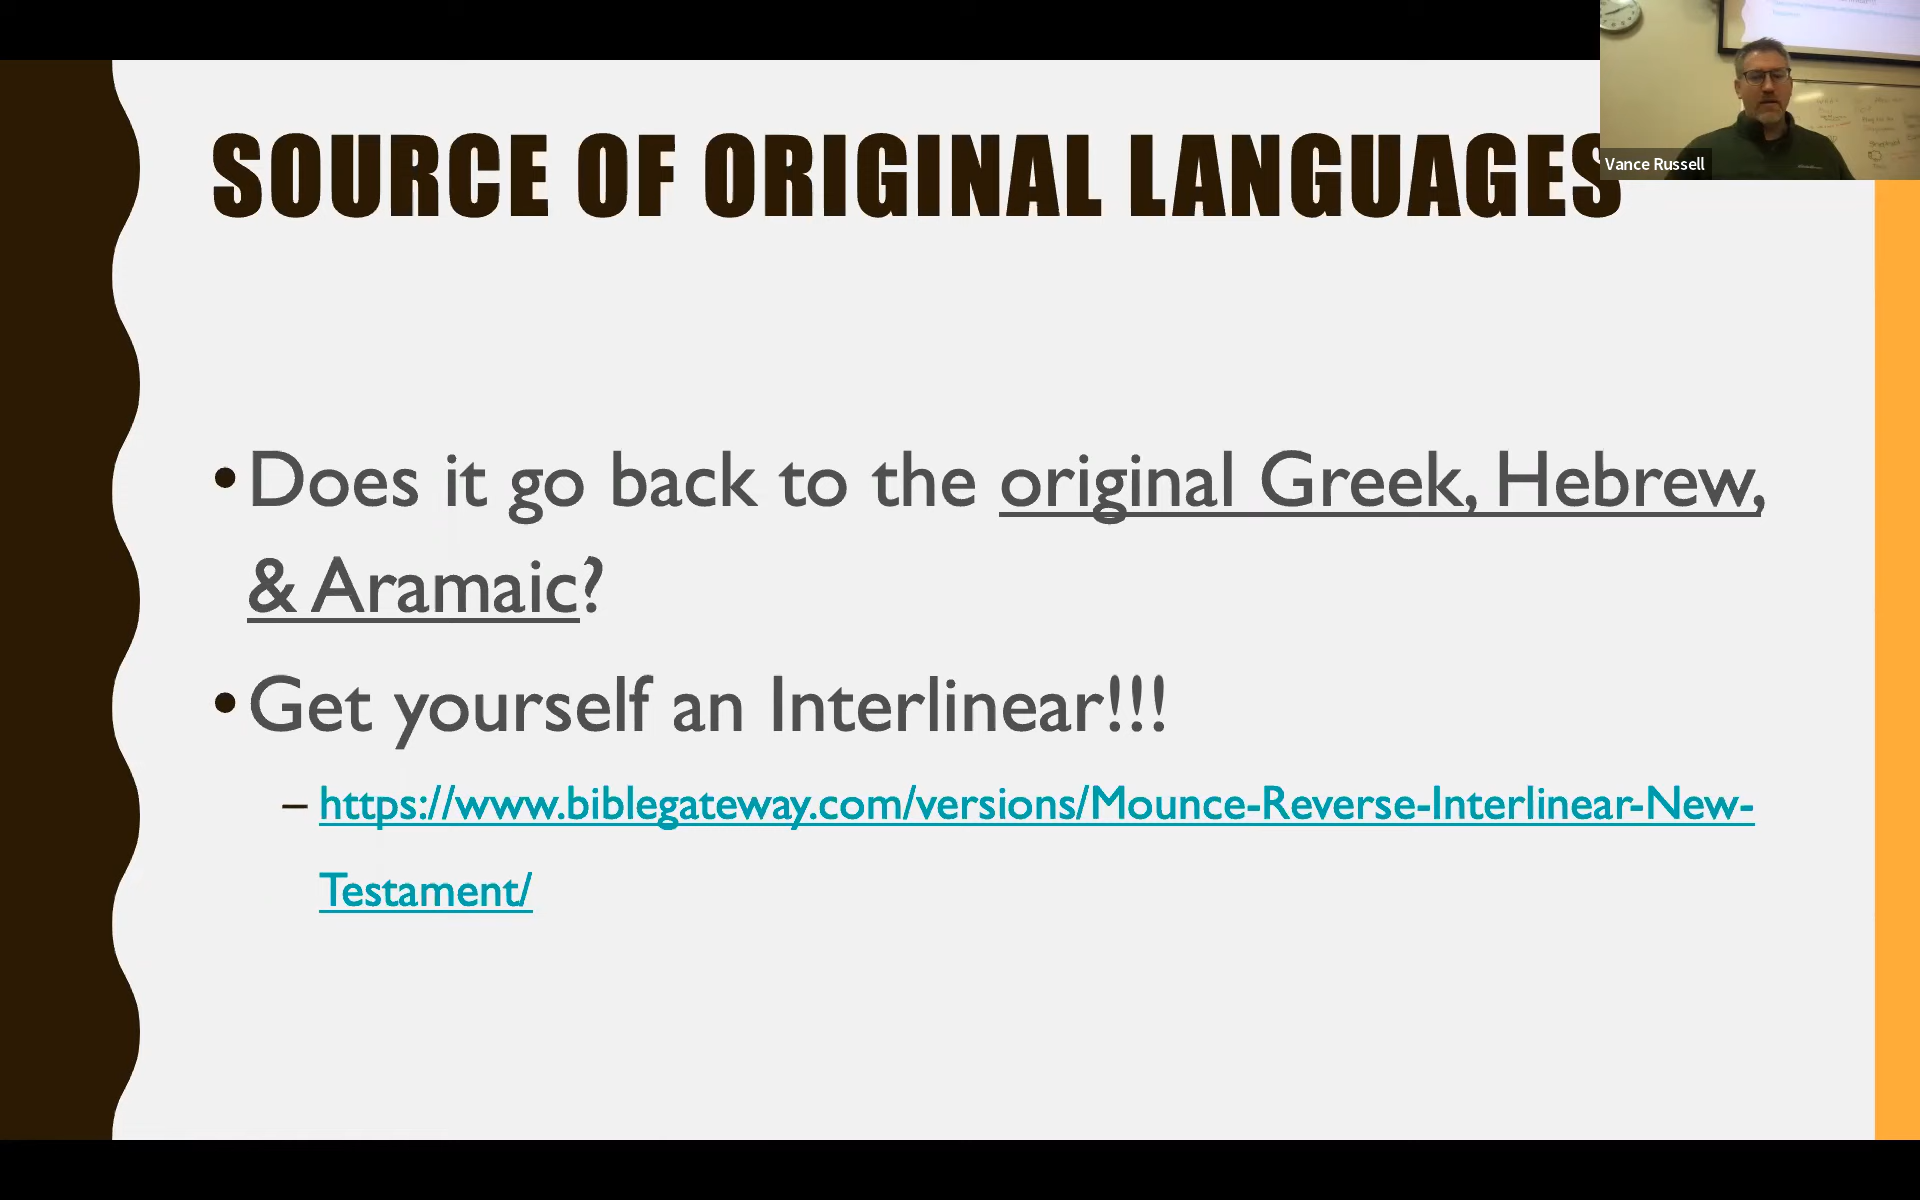 SOURCE OF ORIGINAL LANGUAGES
Vance Russell
•Does it go back to the original Greek, Hebrew,
& Aramaic?
•Get yourself an Interlinear!!!
– https://www.biblegateway.com/versions/Mounce-Reverse-Interlinear-New-
Testament/